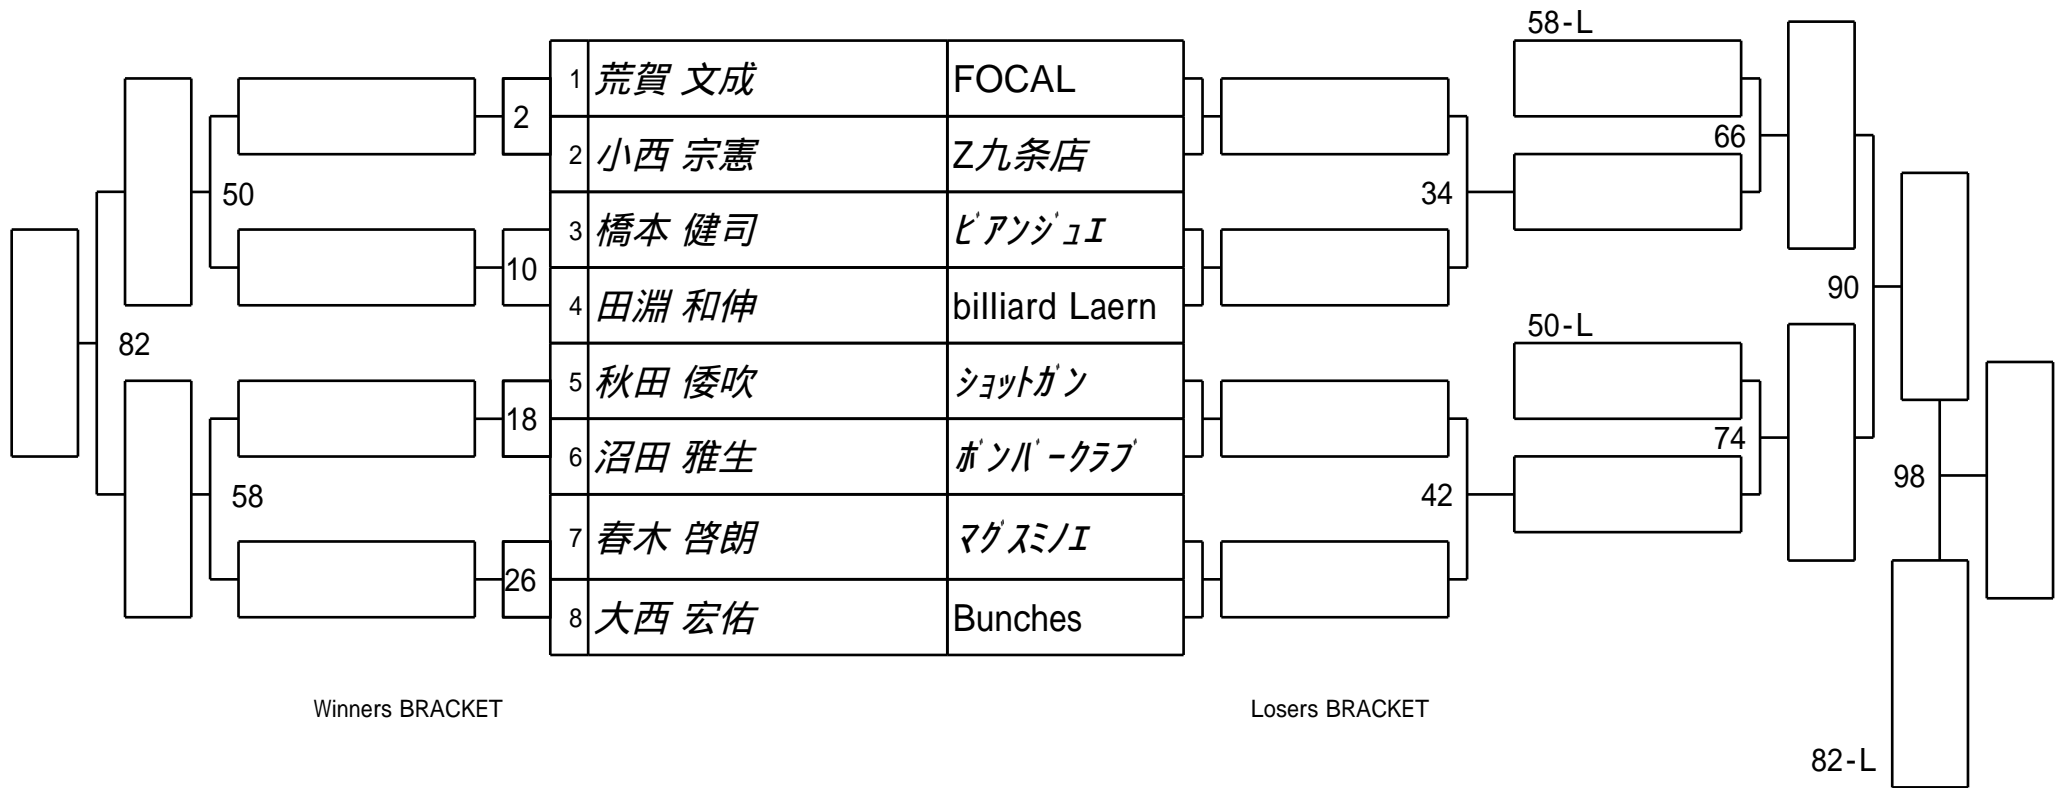 58-L
1 荒賀 文成 FOCAL
2
2 小西 宗憲 Z九条店
66
50
34
3 橋本 健司 ﾋﾞｱﾝｼﾞｭｴ
10
4 田淵 和伸 billiard Laern
90
82
50-L
5 秋田 倭吹 ｼｮｯﾄｶﾞﾝ
18
74
6 沼田 雅生 ﾎﾞﾝﾊﾞｰｸﾗﾌﾞ
58
42
98
7 春木 啓朗 ﾏｸﾞｽﾐﾉｴ
26
8 大西 宏佑 Bunches
Winners BRACKET
Losers BRACKET
82-L